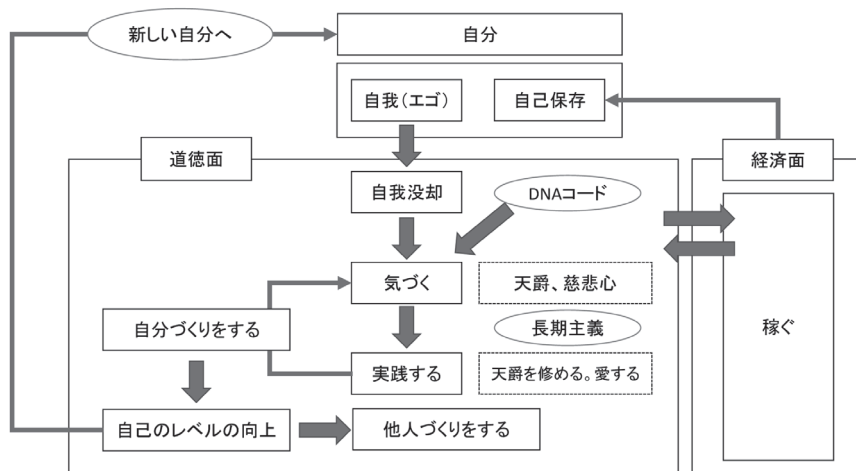 新しい自分へ
自分
自我(エゴ)
自己保存
道徳面
経済面
自我没却
DNAコード
気づく
天爵、慈悲心
自分づくりをする
長期主義
稼ぐ
実践する
天爵を修める。愛する
自己のレベルの向上
他人づくりをする